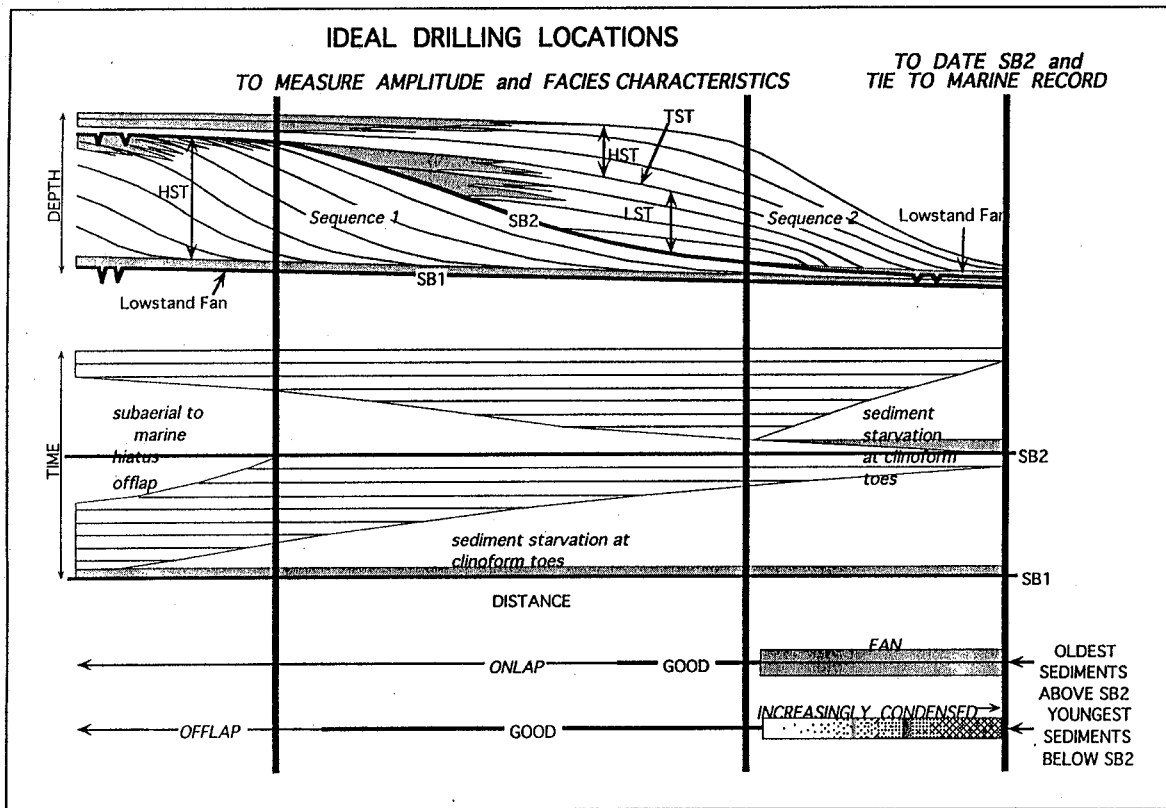 IDEAL DRILLING LOCATIONS
TO MEASURE AMPLITUDE and FACIES CHARACTERISTICS
TO DATE SB2 and
TIE TO MARINE RECORD
DEPTH
HST
Sequence 1
SB2
HST
TST
LST
Sequence 2
Lowstand Fan
SB1
Lowstand Fan
TIME
subaerial to
marine
hiatus
offlap
sediment
starvation
at clinoform
toes
SB2
sediment starvation at
clinoform toes
SB1
DISTANCE
FAN
ONLAP
GOOD
OLDEST
SEDIMENTS
ABOVE SB2
INCREASINGLY CONDENSED
OFFLAP
GOOD
YOUNGEST
SEDIMENTS
BELOW SB2